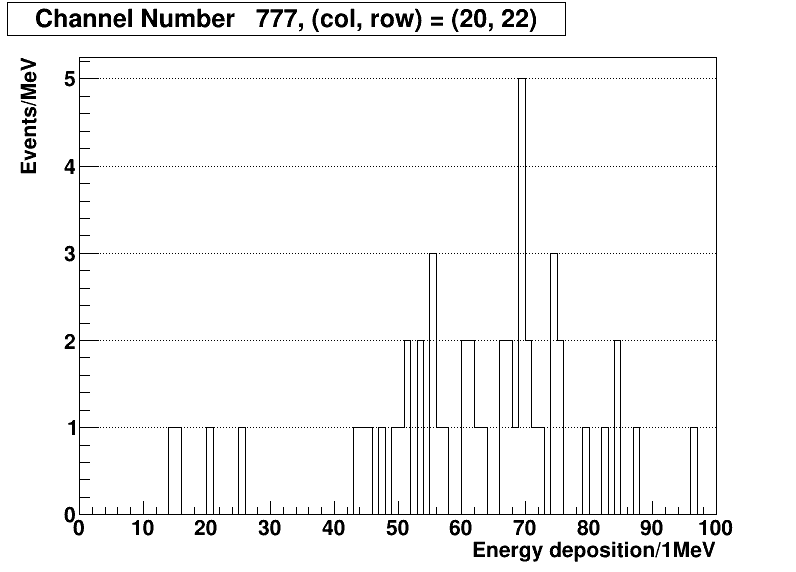 Channel Number 777, (col, row) = (20, 22)
Events/MeV
5
4
3
2
1
0
0 10 20 30 40 50 60 70 80 90 100
Energy deposition/1MeV